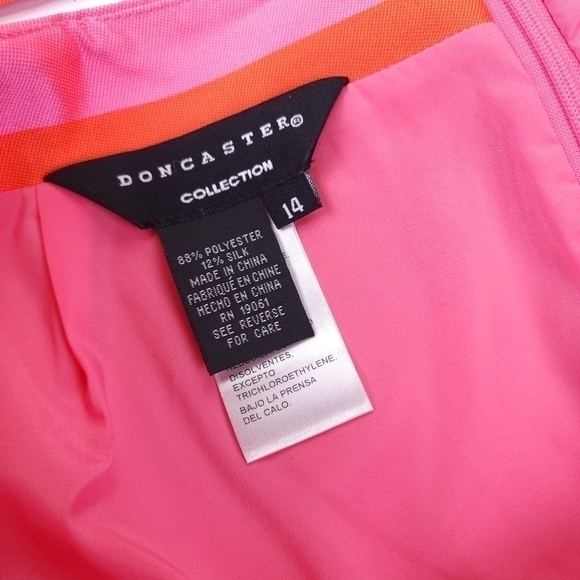 DONCASTER®
COLLECTION
14
88% POLYESTER
12% SILK
MADE IN CHINA
FABRIQUÉ EN CHINE
HECHO EN CHINA
RN 19061
SEE REVERSE
FOR CARE
DISOLVENTES.
EXCEPTO
TRICHLOROETHYLENE.
BAJO LA PRENSA
DEL CALO.